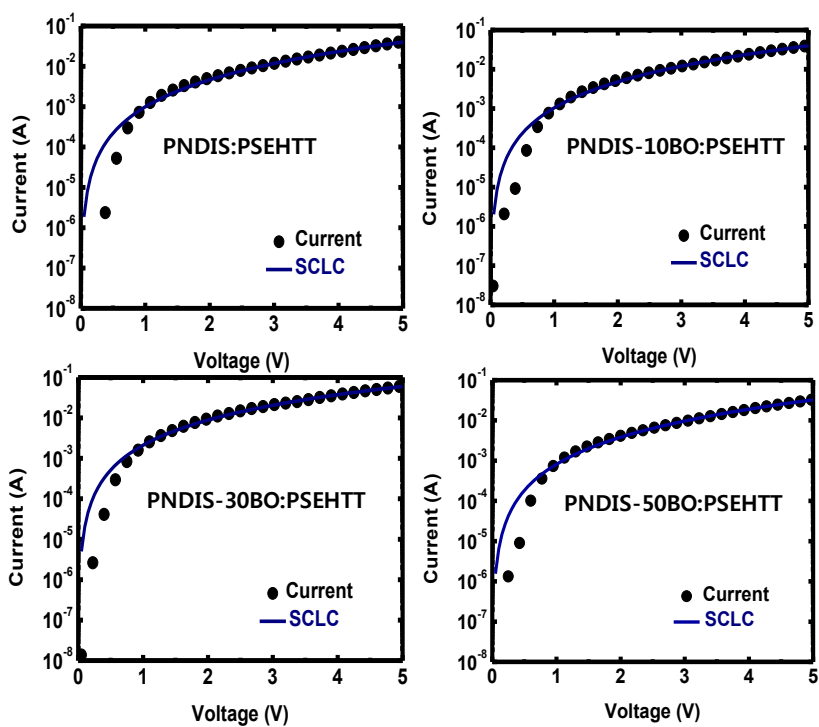 Current (A)
10^-1
10^-2
10^-3
10^-4
10^-5
10^-6
10^-7
10^-8
PNDIS:PSEHTT
Current
SCLC
0 1 2 3 4 5
Voltage (V)
Current (A)
10^-1
10^-2
10^-3
10^-4
10^-5
10^-6
10^-7
10^-8
PNDIS-10BO:PSEHTT
Current
SCLC
0 1 2 3 4 5
Voltage (V)
Current (A)
10^-1
10^-2
10^-3
10^-4
10^-5
10^-6
10^-7
10^-8
PNDIS-30BO:PSEHTT
Current
SCLC
0 1 2 3 4 5
Voltage (V)
Current (A)
10^-1
10^-2
10^-3
10^-4
10^-5
10^-6
10^-7
10^-8
PNDIS-50BO:PSEHTT
Current
SCLC
0 1 2 3 4 5
Voltage (V)